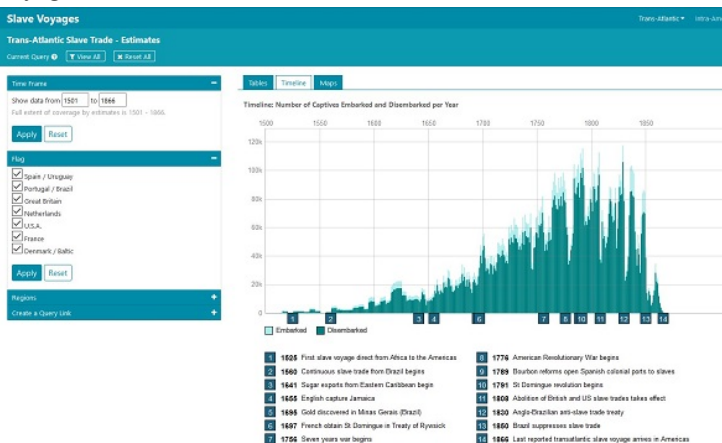 Slave Voyages
Trans-Atlantic
Trans-Atlantic Slave Trade - Estimates
Current Query
View All
Reset All
Time Frame
Show data from 1501 to 1866
Full extent of coverage by estimates is 1501 - 1866.
Apply Reset
Flag
Spain / Uruguay
Portugal / Brazil
Great Britain
Netherlands
U.S.A.
France
Denmark / Baltic
Apply Reset
Regions
Create a Query Link
Tables Timeline Maps
Timeline: Number of Captives Embarked and Disembarked per Year
1500 1550 1600 1650 1700 1750 1800 1850
120k
100k
80k
60k
40k
20k
0
1 2 3 4 6 7 8 10 11 12 13 14
Embarked Disembarked
1 1525 First slave voyage direct from Africa to the Americas
2 1560 Continuous slave trade from Brazil begins
3 1641 Sugar exports from Eastern Caribbean begin
4 1655 English capture Jamaica
5 1695 Gold discovered in Minas Gerais (Brazil)
6 1697 French obtain St Domingue in Treaty of Ryswick
7 1756 Seven years war begins
8 1776 American Revolutionary War begins
9 1789 Bourbon reforms open Spanish colonial ports to slaves
10 1791 St Domingue revolution begins
11 1808 Abolition of British and US slave trades takes effect
12 1830 Anglo-Brazilian anti-slave trade treaty
13 1850 Brazil suppresses slave trade
14 1866 Last reported transatlantic slave voyage arrives in Americas